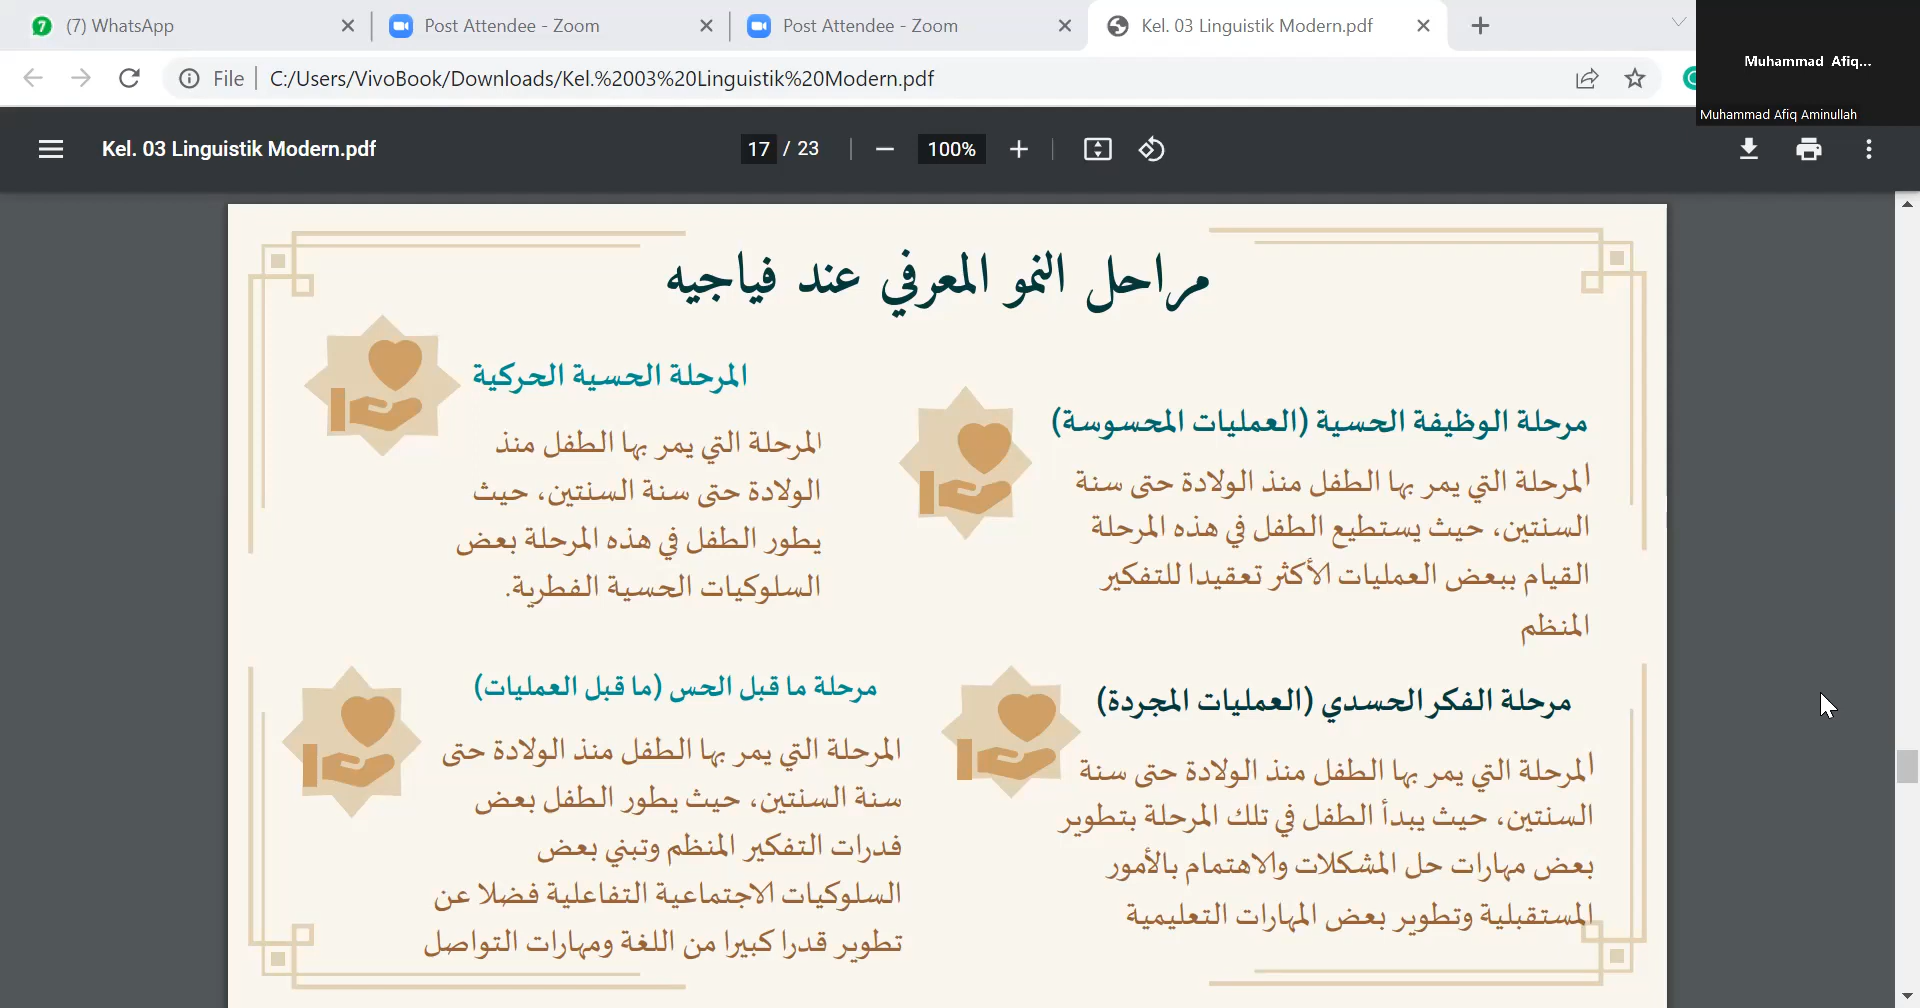 (7) WhatsApp
Post Attendee - Zoom
Post Attendee - Zoom
Kel. 03 Linguistik Modern.pdf
File
C:/Users/VivoBook/Downloads/Kel.%2003%20Linguistik%20Modern.pdf
Muhammad Afiq...
Muhammad Afiq Aminullah
Kel. 03 Linguistik Modern.pdf
17 / 23
100%
مراحل النمو المعرفي عند فياجيه
مرحلة الوظيفة الحسية (العمليات المحسوسة)
ألمرحلة التي يمر بها الطفل منذ الولادة حتى سنة
السنتين، حيث يستطيع الطفل في هذه المرحلة
القيام ببعض العمليات الأكثر تعقيدا للتفكير
المنظم
المرحلة الحسية الحركية
المرحلة التي يمر بها الطفل منذ
الولادة حتى سنة السنتين، حيث
يطور الطفل في هذه المرحلة بعض
السلوكيات الحسية الفطرية.
مرحلة الفكر الحسدي (العمليات المجردة)
ألمرحلة التي يمر بها الطفل منذ الولادة حتى سنة
السنتين، حيث يبدأ الطفل في تلك المرحلة بتطوير
بعض مهارات حل المشكلات والاهتمام بالأمور
المستقبلية وتطوير بعض المهارات التعليمية
مرحلة ما قبل الحس (ما قبل العمليات)
المرحلة التي يمر بها الطفل منذ الولادة حتى
سنة السنتين، حيث يطور الطفل بعض
فدرات التفكير المنظم وتبني بعض
السلوكيات الاجتماعية التفاعلية فضلا عن
تطوير قدرا كبيرا من اللغة ومهارات التواصل